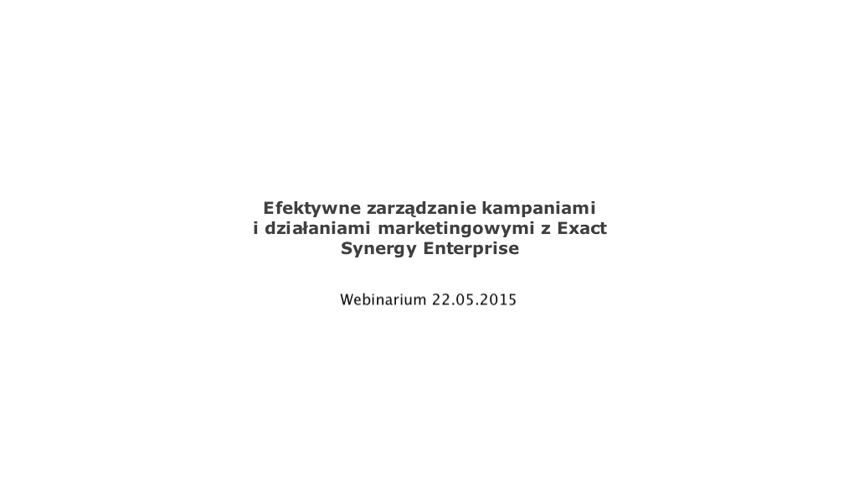 Efektywne zarządzanie kampaniami
i działaniami marketingowymi z Exact
Synergy Enterprise
Webinarium 22.05.2015